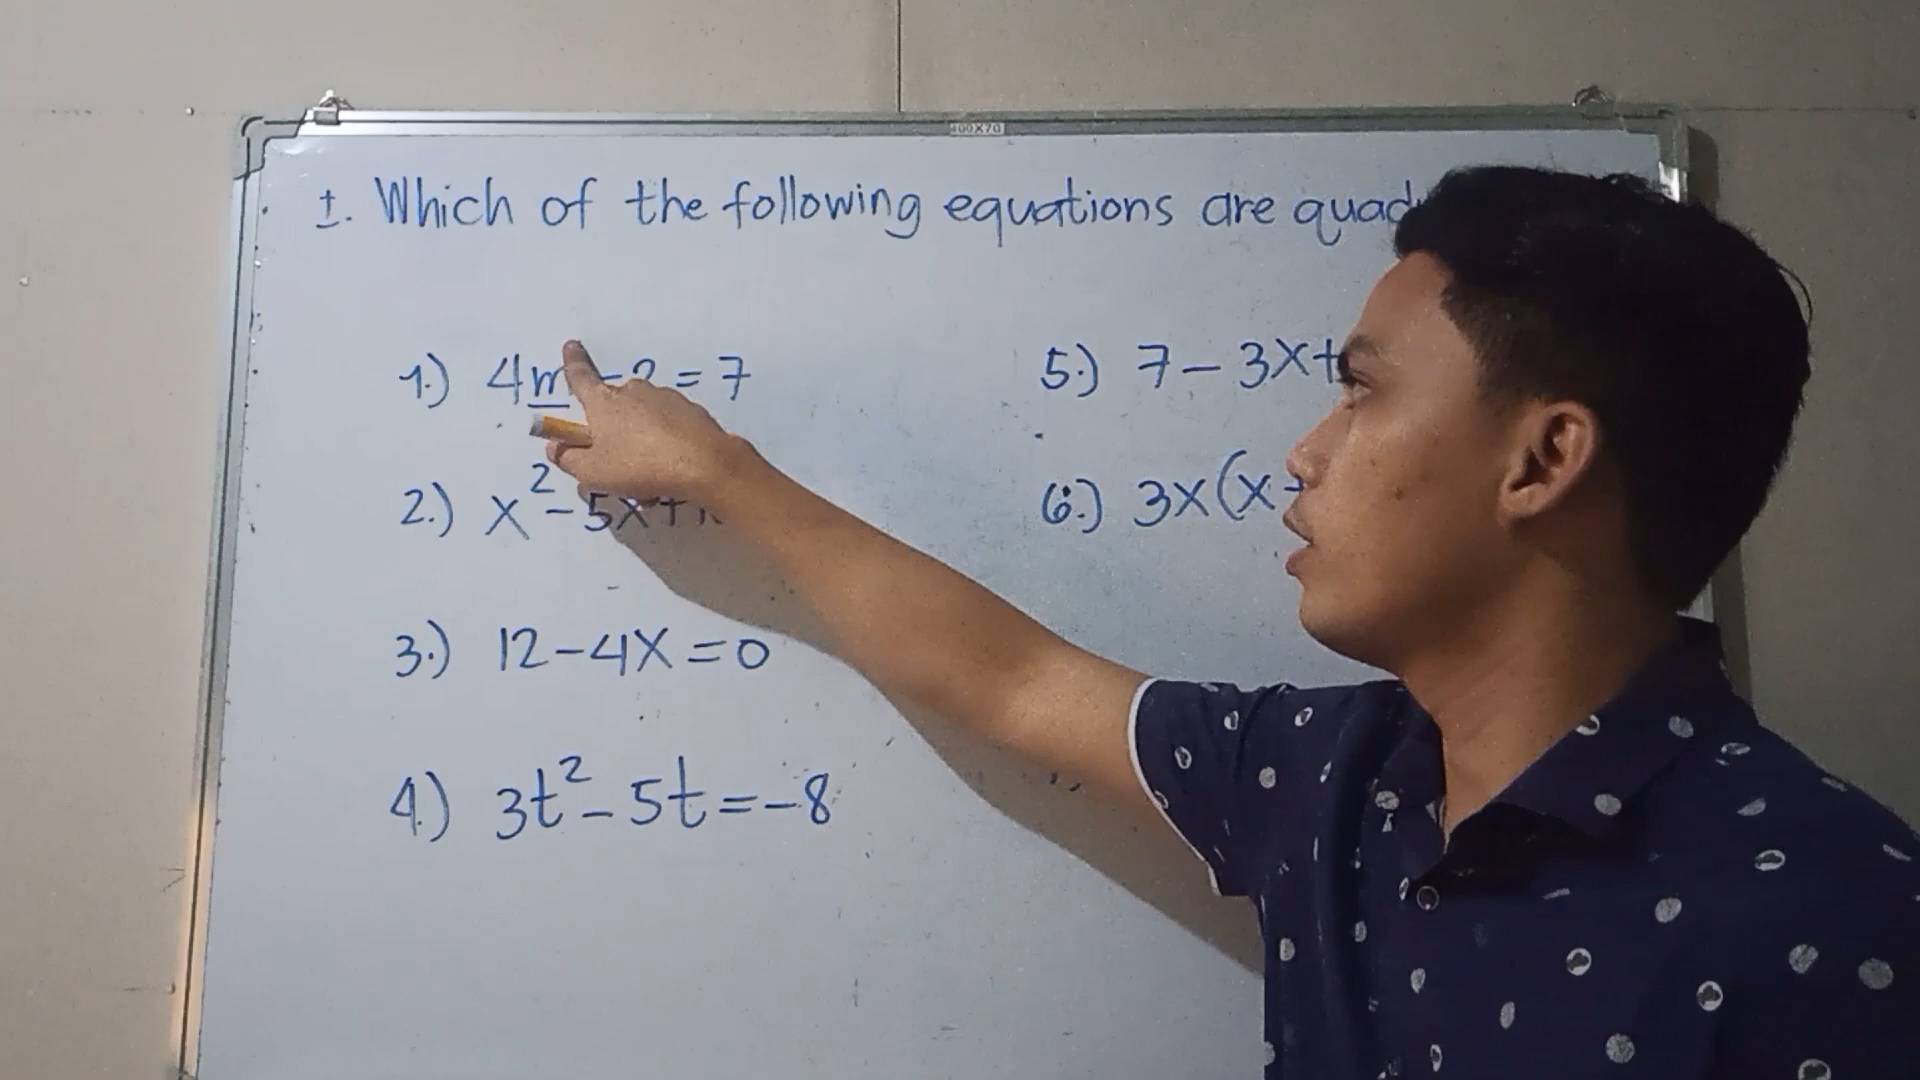 400X70
I. Which of the following equations are quad
1.) 4m - 2 = 7
2.) x² - 5x +
3.) 12 - 4x = 0
4.) 3t² - 5t = -8
5.) 7 - 3x +
6.) 3x(x